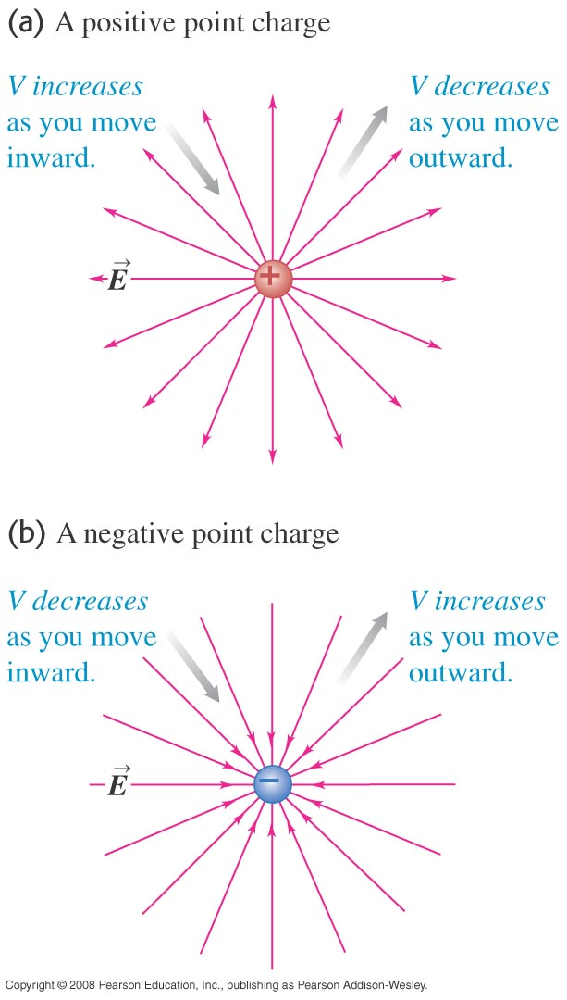 (a) A positive point charge
V increases
as you move
inward.
V decreases
as you move
outward.
E
+
(b) A negative point charge
V decreases
as you move
inward.
V increases
as you move
outward.
E
−
Copyright © 2008 Pearson Education, Inc., publishing as Pearson Addison-Wesley.